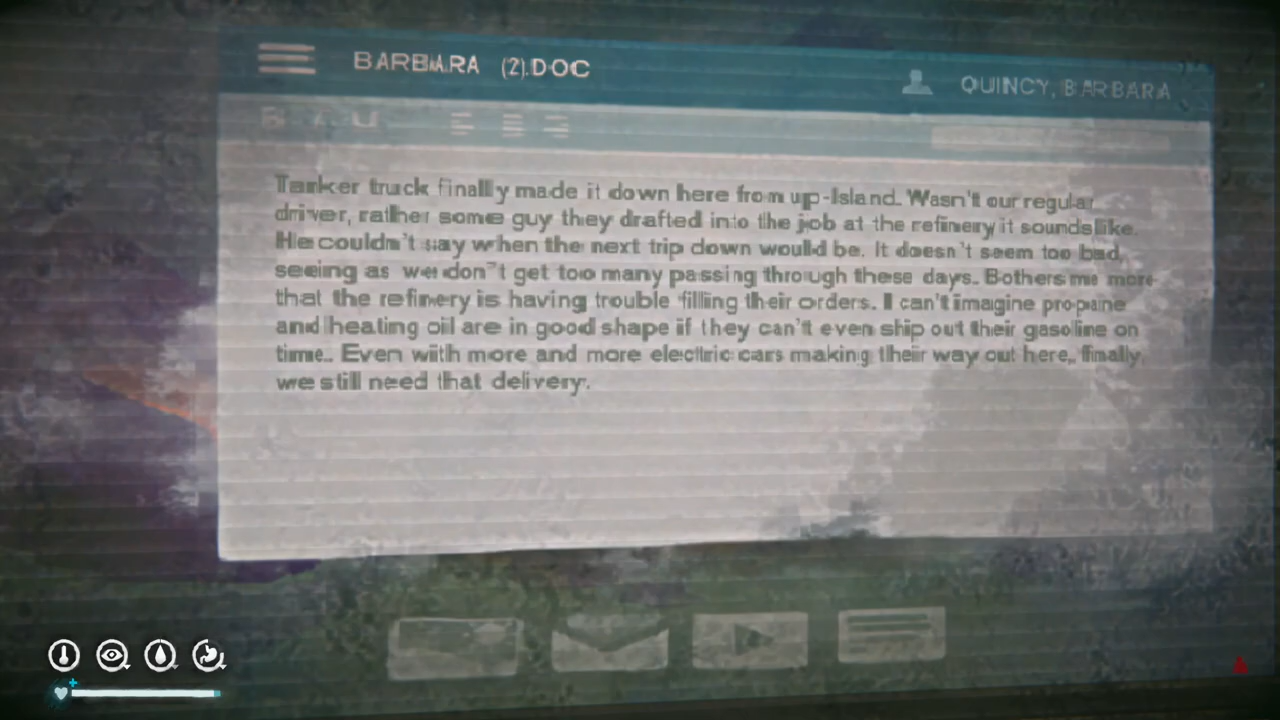 BARBARA (2).DOC
QUINCY, BARBARA
B I U
Tanker truck finally made it down here from up-Island. Wasn't our regular
driver, rather some guy they drafted into the job at the refinery it sounds like.
He couldn't say when the next trip down would be. It doesn't seem too bad,
seeing as we don't get too many passing through these days. Bothers me more
that the refinery is having trouble filling their orders. I can't imagine propane
and heating oil are in good shape if they can't even ship out their gasoline on
time.. Even with more and more electric cars making their way out here, finally,
we still need that delivery.